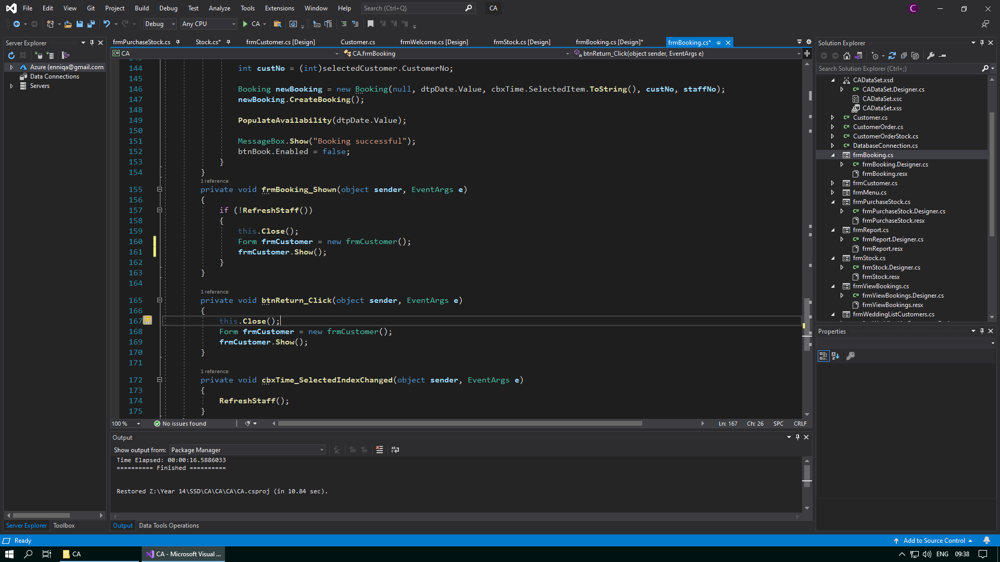 File Edit View Git Project Build Debug Test Analyze Tools Extensions Window Help Search (Ctrl+Q) CA
Debug Any CPU CA
Server Explorer
Azure (enniqa@gmail.com
Data Connections
Servers
frmPurchaseStock.cs Stock.cs* frmCustomer.cs [Design] Customer.cs frmWelcome.cs [Design] frmStock.cs [Design] frmBooking.cs [Design]* frmBooking.cs*
CA CA.frmBooking btnReturn_Click(object sender, EventArgs e)
144 int custNo = (int)selectedCustomer.CustomerNo;
145
146 Booking newBooking = new Booking(null, dtpDate.Value, cbxTime.SelectedItem.ToString(), custNo, staffNo);
147 newBooking.CreateBooking();
148
149 PopulateAvailability(dtpDate.Value);
150
151 MessageBox.Show("Booking successful");
152 btnBook.Enabled = false;
153 }
154 }
1 reference
155 private void frmBooking_Shown(object sender, EventArgs e)
156 {
157 if (!RefreshStaff())
158 {
159 this.Close();
160 Form frmCustomer = new frmCustomer();
161 frmCustomer.Show();
162 }
163 }
164
1 reference
165 private void btnReturn_Click(object sender, EventArgs e)
166 {
167 this.Close();
168 Form frmCustomer = new frmCustomer();
169 frmCustomer.Show();
170 }
171
1 reference
172 private void cbxTime_SelectedIndexChanged(object sender, EventArgs e)
173 {
174 RefreshStaff();
175 }
100 % No issues found Ln: 167 Ch: 26 SPC CRLF
Output
Show output from: Package Manager
Time Elapsed: 00:00:16.5886033
========== Finished ==========
Restored Z:\Year 14\SSD\CA\CA\CA\CA.csproj (in 10.84 sec).
Server Explorer Toolbox
Output Data Tools Operations
Solution Explorer
Search Solution Explorer (Ctrl+;)
CADataSet.xsd
C# CADataSet.Designer.cs
CADataSet.xsc
CADataSet.xss
C# Customer.cs
C# CustomerOrder.cs
C# CustomerOrderStock.cs
C# DatabaseConnection.cs
frmBooking.cs
C# frmBooking.Designer.cs
frmBooking.resx
frmCustomer.cs
frmMenu.cs
frmPurchaseStock.cs
C# frmPurchaseStock.Designer.cs
frmPurchaseStock.resx
frmReport.cs
C# frmReport.Designer.cs
frmReport.resx
frmStock.cs
C# frmStock.Designer.cs
frmStock.resx
frmViewBookings.cs
C# frmViewBookings.Designer.cs
frmViewBookings.resx
frmWeddingListCustomers.cs
Properties
Ready Add to Source Control
CA CA - Microsoft Visual ... ENG 09:38